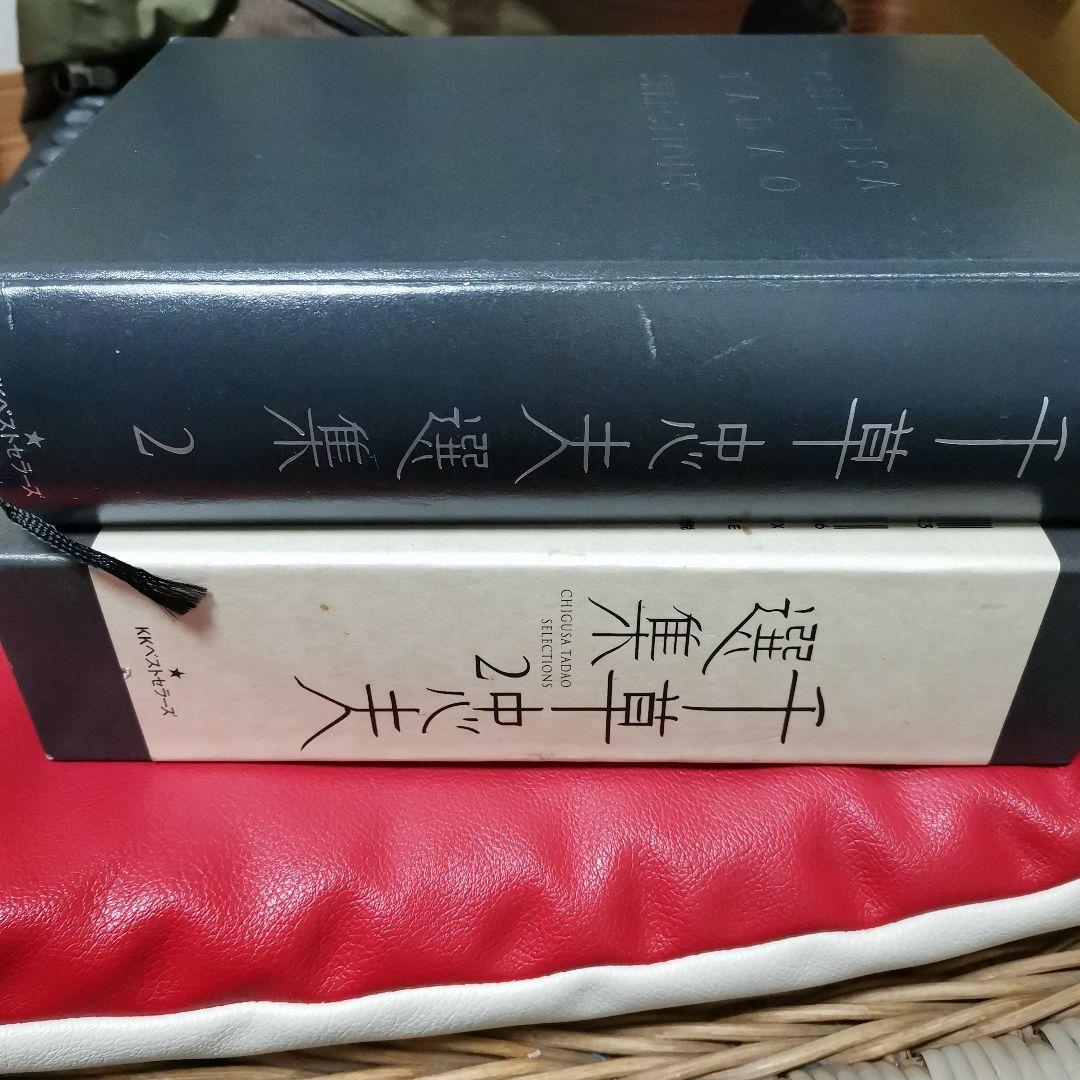 CHIGUSA
TADAO
SELECTIONS
千草忠夫選集
2
KKベストセラーズ
千草忠夫
選集
2
CHIGUSA TADAO
SELECTIONS
KKベストセラーズ